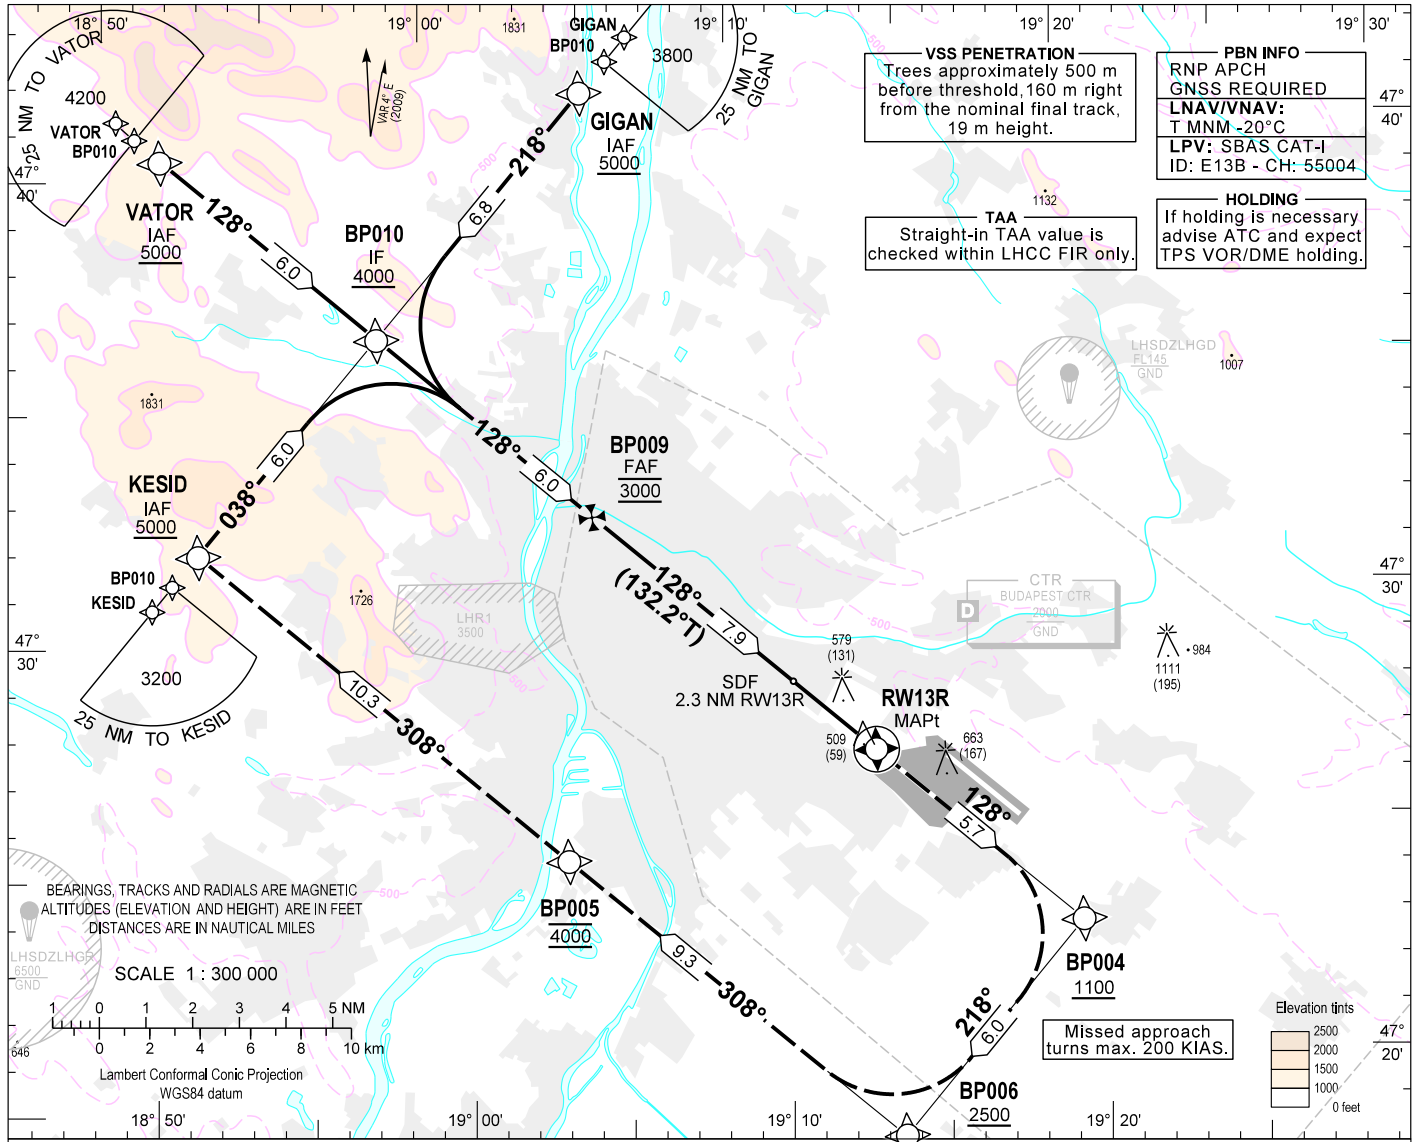 18° 50'
19° 00'
19° 10'
19° 20'
19° 30'
25 NM TO VATOR
4200
VATOR
BP010
VATOR
IAF
5000
VAR 4° E
(2009)
1831
GIGAN
BP010
3800
25 NM TO
GIGAN
GIGAN
IAF
5000
218°
6.8
500
500
VSS PENETRATION
Trees approximately 500 m
before threshold,160 m right
from the nominal final track,
19 m height.
PBN INFO
RNP APCH
GNSS REQUIRED
LNAV/VNAV:
T MNM -20°C
LPV: SBAS CAT-I
ID: E13B - CH: 55004
47°
40'
47°
40'
1132
TAA
Straight-in TAA value is
checked within LHCC FIR only.
HOLDING
If holding is necessary
advise ATC and expect
TPS VOR/DME holding.
128°
6.0
BP010
IF
4000
LHSDZLHGD
FL145
GND
1007
1831
6.0
038°
KESID
IAF
5000
128°
6.0
BP009
FAF
3000
BP010
KESID
3200
25 NM TO KESID
1726
LHR1
3500
128°
(132.2°T)
7.9
CTR
BUDAPEST CTR
D
2000
GND
500
47°
30'
47°
30'
579
(131)
984
1111
(195)
SDF
2.3 NM RW13R
RW13R
MAPt
509
(59)
663
(167)
10.3
308°
128°
5.7
BP005
4000
500
9.3
308°
BP004
1100
218°
6.0
BP006
2500
BEARINGS, TRACKS AND RADIALS ARE MAGNETIC
ALTITUDES (ELEVATION AND HEIGHT) ARE IN FEET
DISTANCES ARE IN NAUTICAL MILES
LHSDZLHGR
6500
GND
SCALE 1 : 300 000
1 0 1 2 3 4 5 NM
0 2 4 6 8 10 km
646
Lambert Conformal Conic Projection
WGS84 datum
Missed approach
turns max. 200 KIAS.
Elevation tints
2500
2000
1500
1000
0 feet
47°
20'
18° 50'
19° 00'
19° 10'
19° 20'